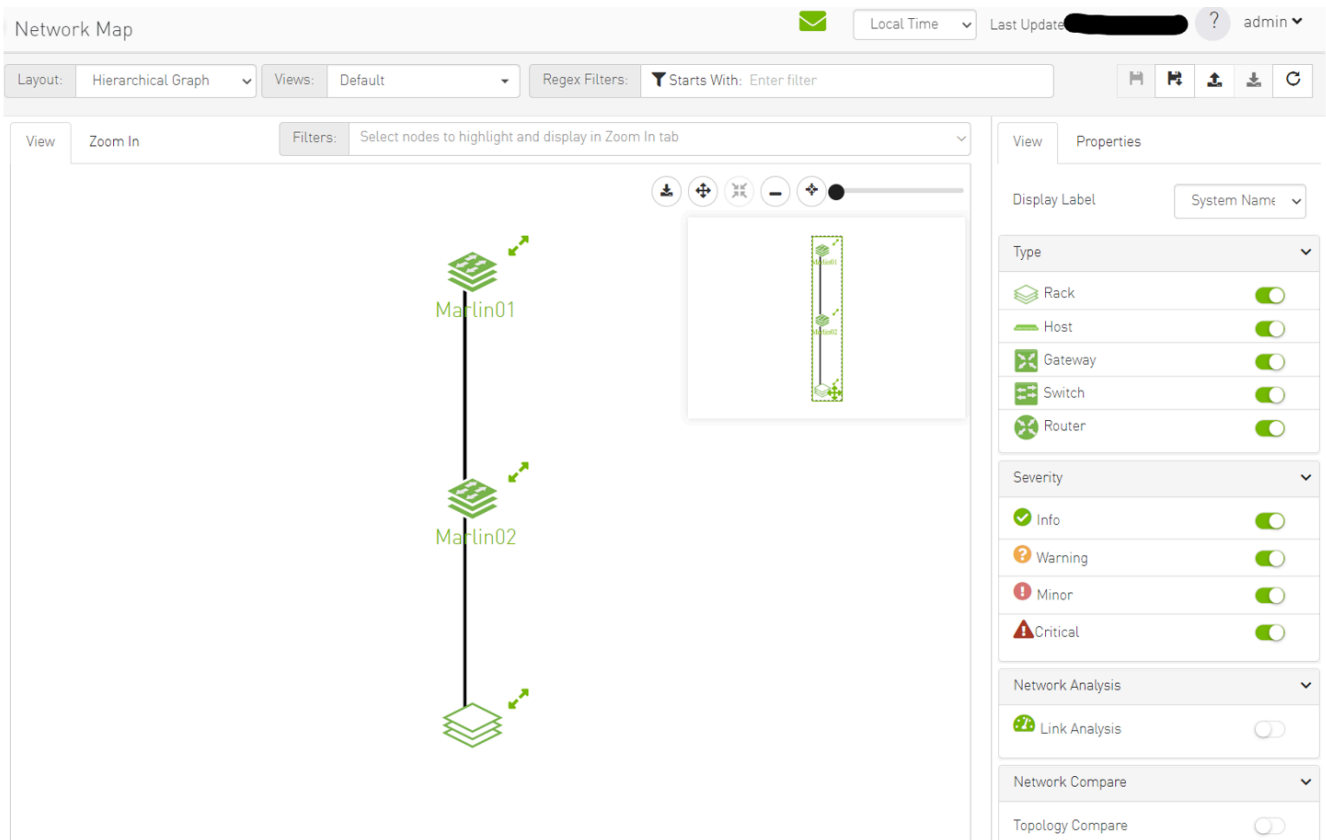 Network Map
Local Time
Last Update
?
admin
Layout:
Hierarchical Graph
Views:
Default
Regex Filters:
Starts With:
Enter filter
View
Zoom In
Filters:
Select nodes to highlight and display in Zoom In tab
View
Properties
Display Label
System Name
Type
Rack
Host
Gateway
Switch
Router
Severity
Info
Warning
Minor
Critical
Network Analysis
Link Analysis
Network Compare
Topology Compare
Marlin01
Marlin02
Marlin01
Marlin02